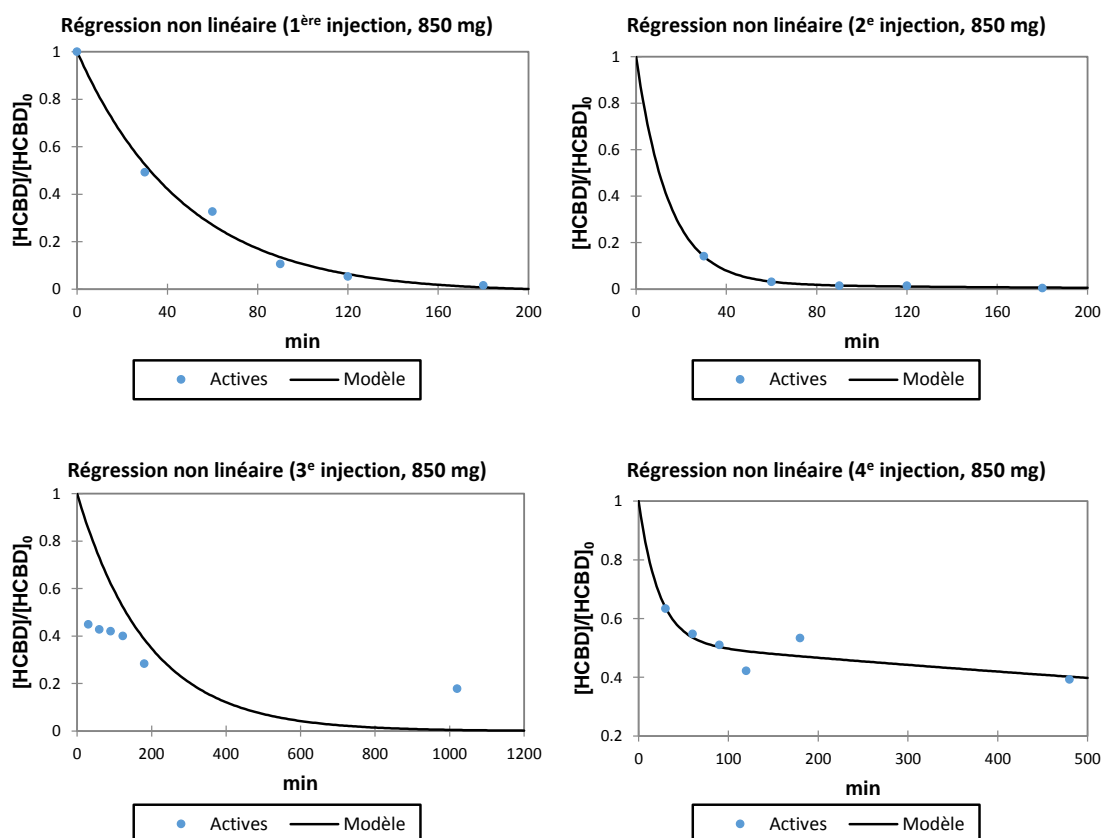 Régression non linéaire (1ère injection, 850 mg)
1
0.8
0.6
0.4
0.2
0
[HCBD]/[HCBD]0
0 40 80 120 160 200
min
Actives Modèle
Régression non linéaire (2e injection, 850 mg)
1
0.8
0.6
0.4
0.2
0
[HCBD]/[HCBD]0
0 40 80 120 160 200
min
Actives Modèle
Régression non linéaire (3e injection, 850 mg)
1
0.8
0.6
0.4
0.2
0
[HCBD]/[HCBD]0
0 200 400 600 800 1000 1200
min
Actives Modèle
Régression non linéaire (4e injection, 850 mg)
1
0.8
0.6
0.4
0.2
[HCBD]/[HCBD]0
0 100 200 300 400 500
min
Actives Modèle